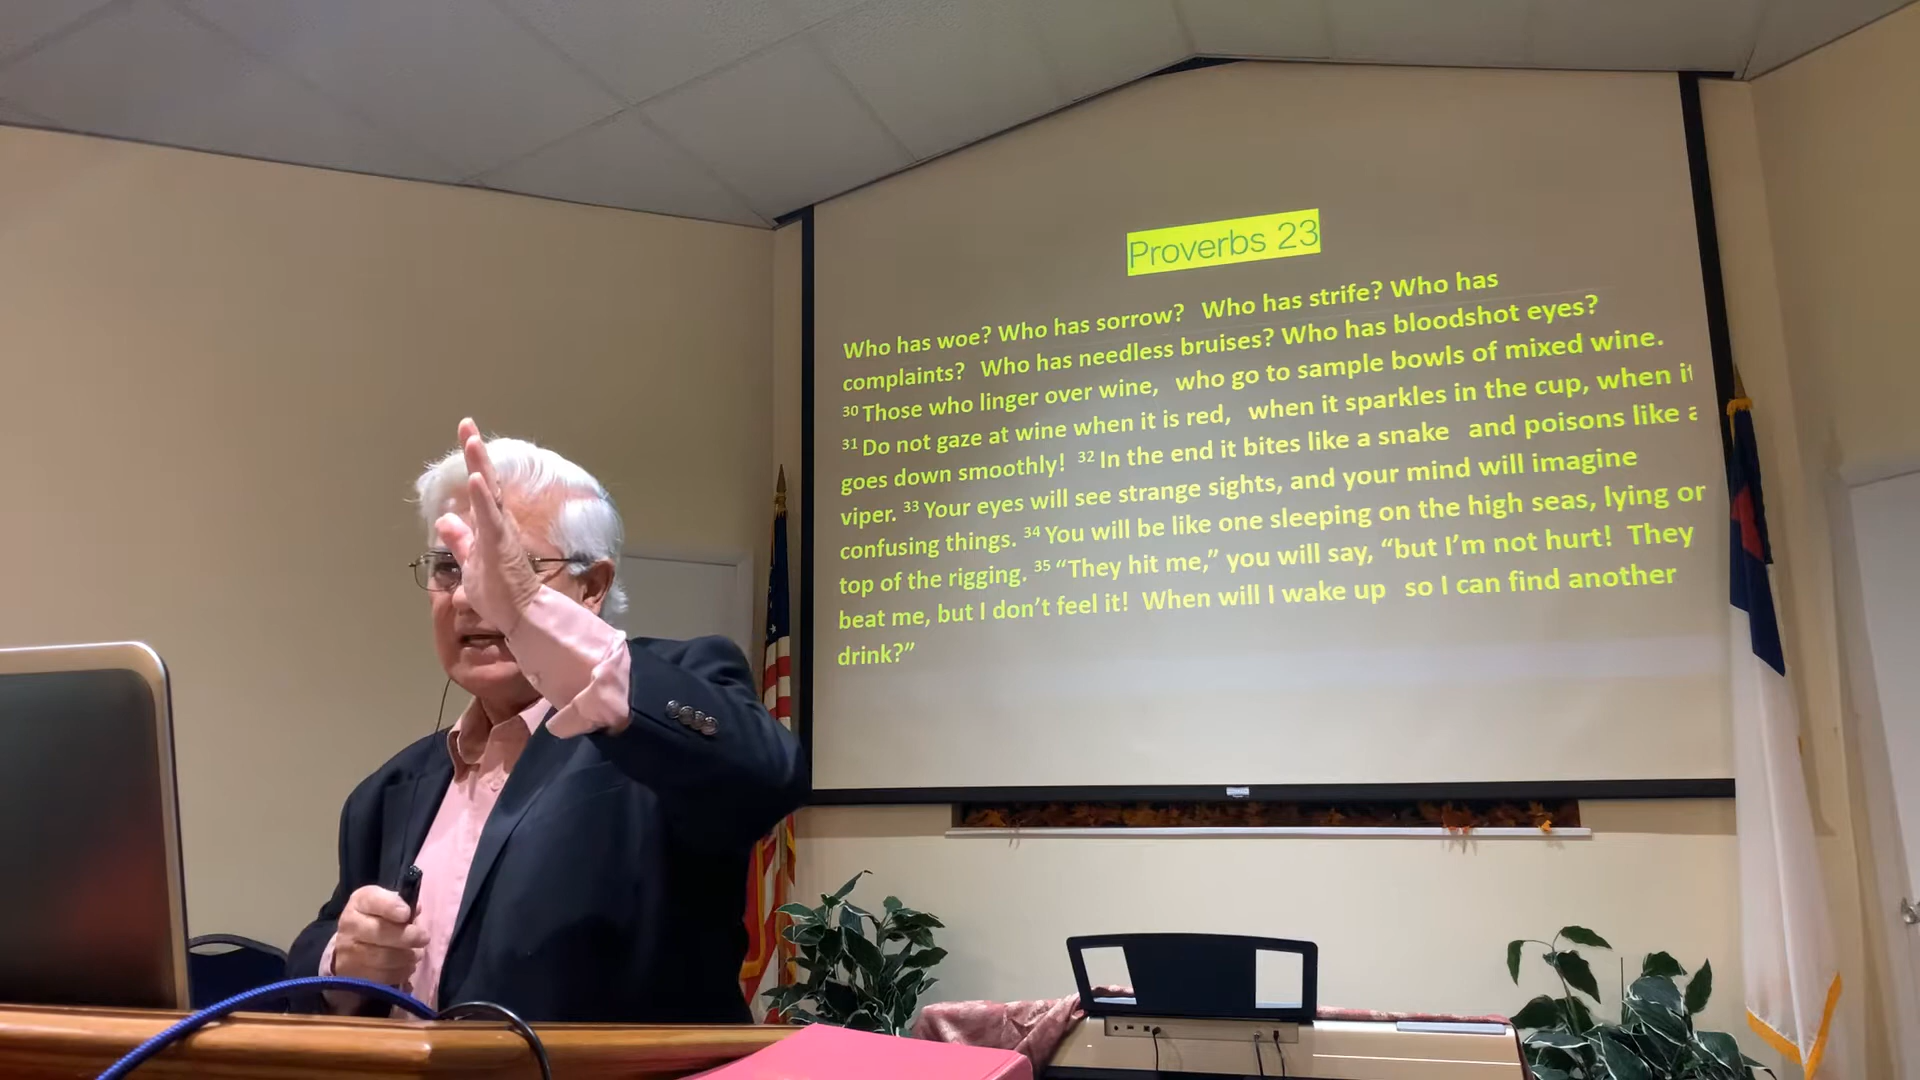 Proverbs 23
Who has woe? Who has sorrow? Who has strife? Who has
complaints? Who has needless bruises? Who has bloodshot eyes?
30 Those who linger over wine, who go to sample bowls of mixed wine.
31 Do not gaze at wine when it is red, when it sparkles in the cup, when it
goes down smoothly! 32 In the end it bites like a snake and poisons like a
viper. 33 Your eyes will see strange sights, and your mind will imagine
confusing things. 34 You will be like one sleeping on the high seas, lying or
top of the rigging. 35 “They hit me,” you will say, “but I’m not hurt! They
beat me, but I don’t feel it! When will I wake up so I can find another
drink?”